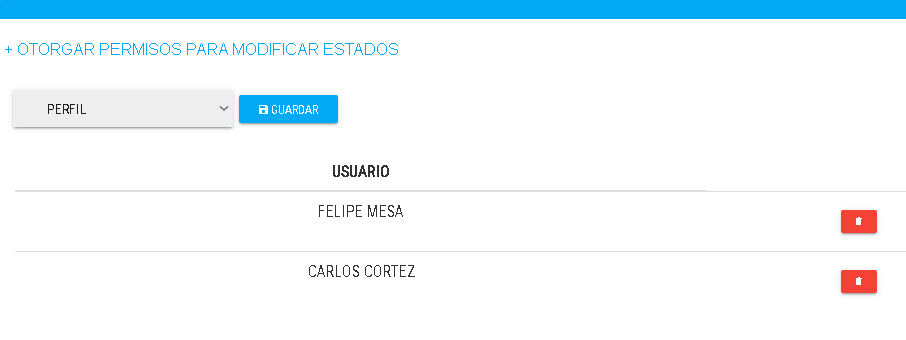 + OTORGAR PERMISOS PARA MODIFICAR ESTADOS
PERFIL
GUARDAR
USUARIO
FELIPE MESA
CARLOS CORTEZ